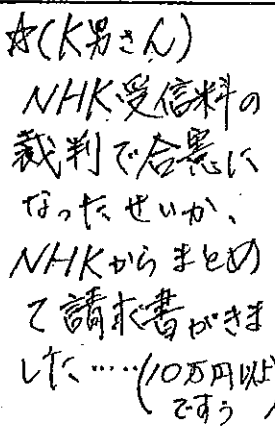 ☆(K男さん)
NHK受信料の
裁判で合憲に
なったせいか、
NHKからまとめ
て請求書がきま
した……(10万円以上
ですぅ)